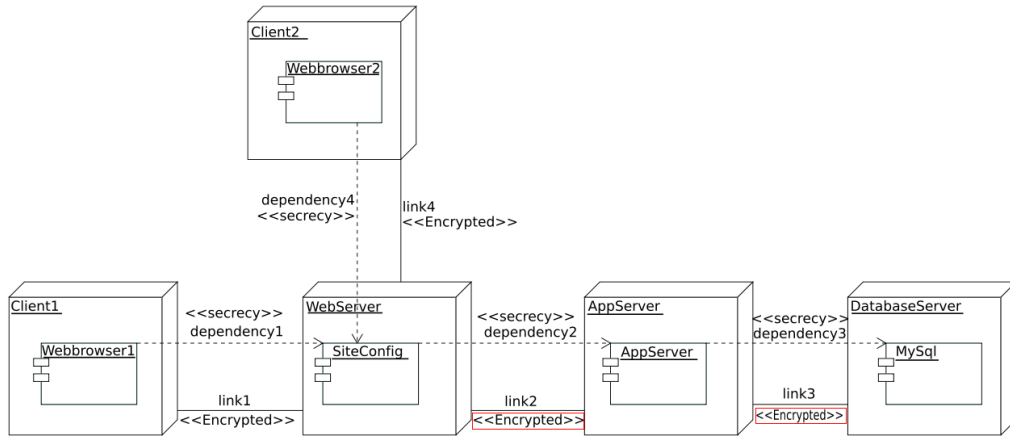 Client2
Webbrowser2
dependency4
<<secrecy>>
link4
<<Encrypted>>
Client1
Webbrowser1
<<secrecy>>
dependency1
link1
<<Encrypted>>
WebServer
SiteConfig
<<secrecy>>
dependency2
link2
<<Encrypted>>
AppServer
AppServer
<<secrecy>>
dependency3
link3
<<Encrypted>>
DatabaseServer
MySql